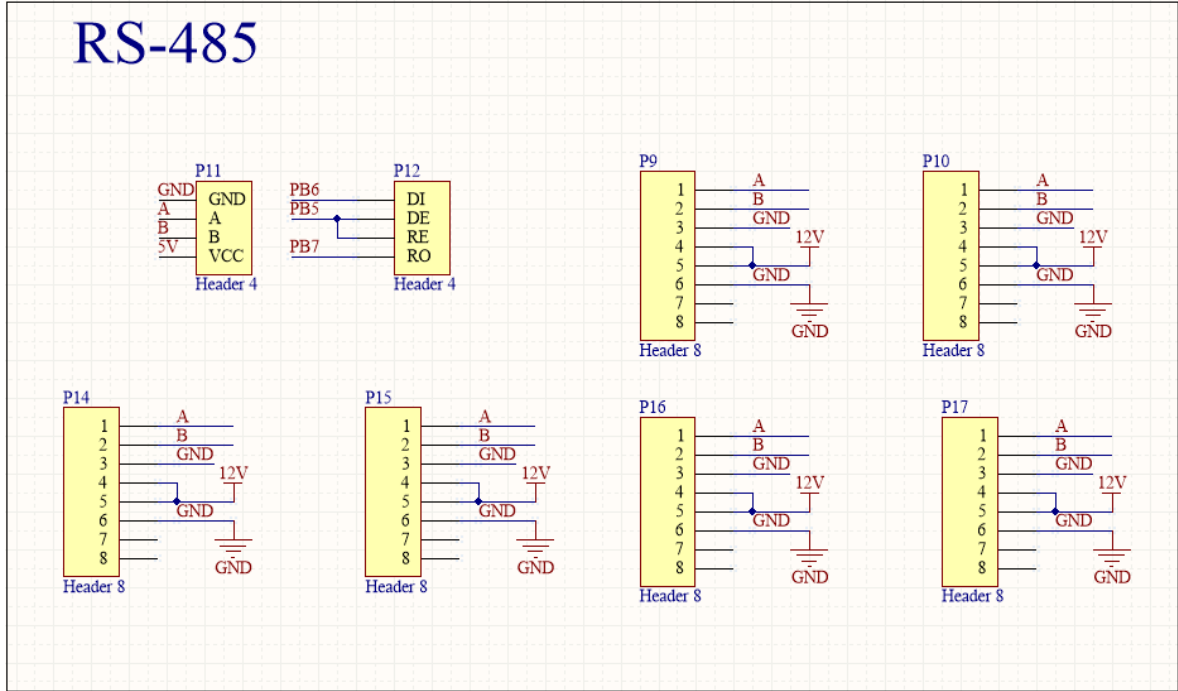 RS-485
P11
GND GND
A A
B B
5V VCC
Header 4
P12
PB6 DI
PB5 DE
RE
PB7 RO
Header 4
P9
1 A
2 B
3 GND
4 12V
5
6 GND
7
8 GND
Header 8
P10
1 A
2 B
3 GND
4 12V
5
6 GND
7
8 GND
Header 8
P14
1 A
2 B
3 GND
4 12V
5
6 GND
7
8 GND
Header 8
P15
1 A
2 B
3 GND
4 12V
5
6 GND
7
8 GND
Header 8
P16
1 A
2 B
3 GND
4 12V
5
6 GND
7
8 GND
Header 8
P17
1 A
2 B
3 GND
4 12V
5
6 GND
7
8 GND
Header 8